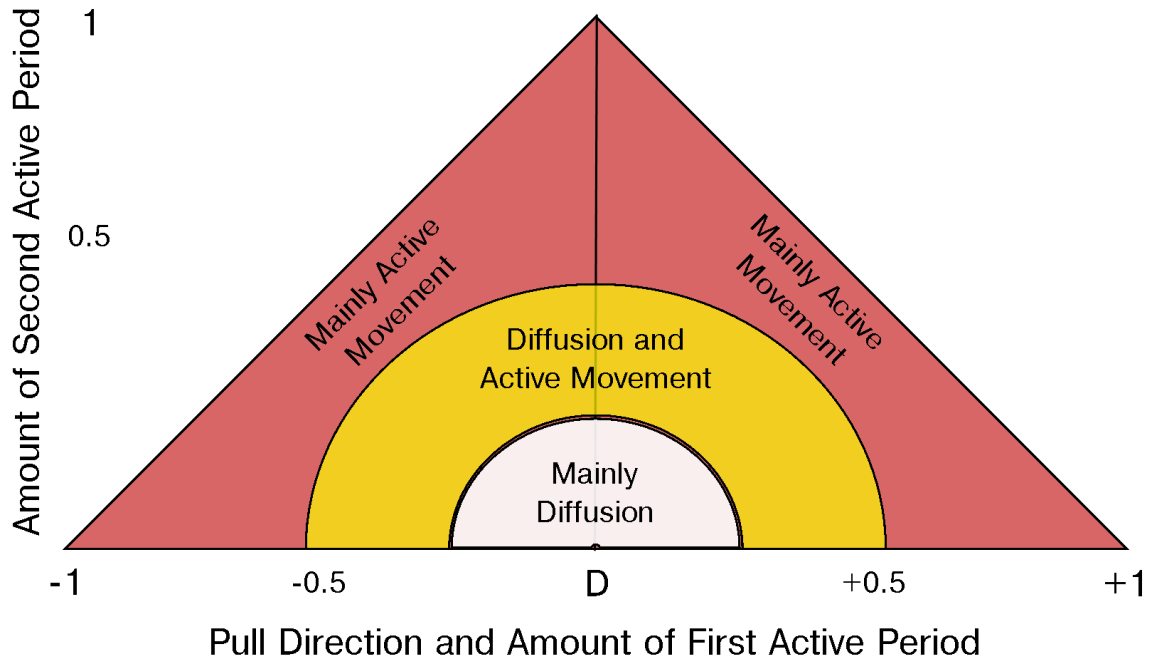 Amount of Second Active Period
1
0.5
Mainly Active
Movement
Mainly Active
Movement
Diffusion and
Active Movement
Mainly
Diffusion
-1
-0.5
D
+0.5
+1
Pull Direction and Amount of First Active Period